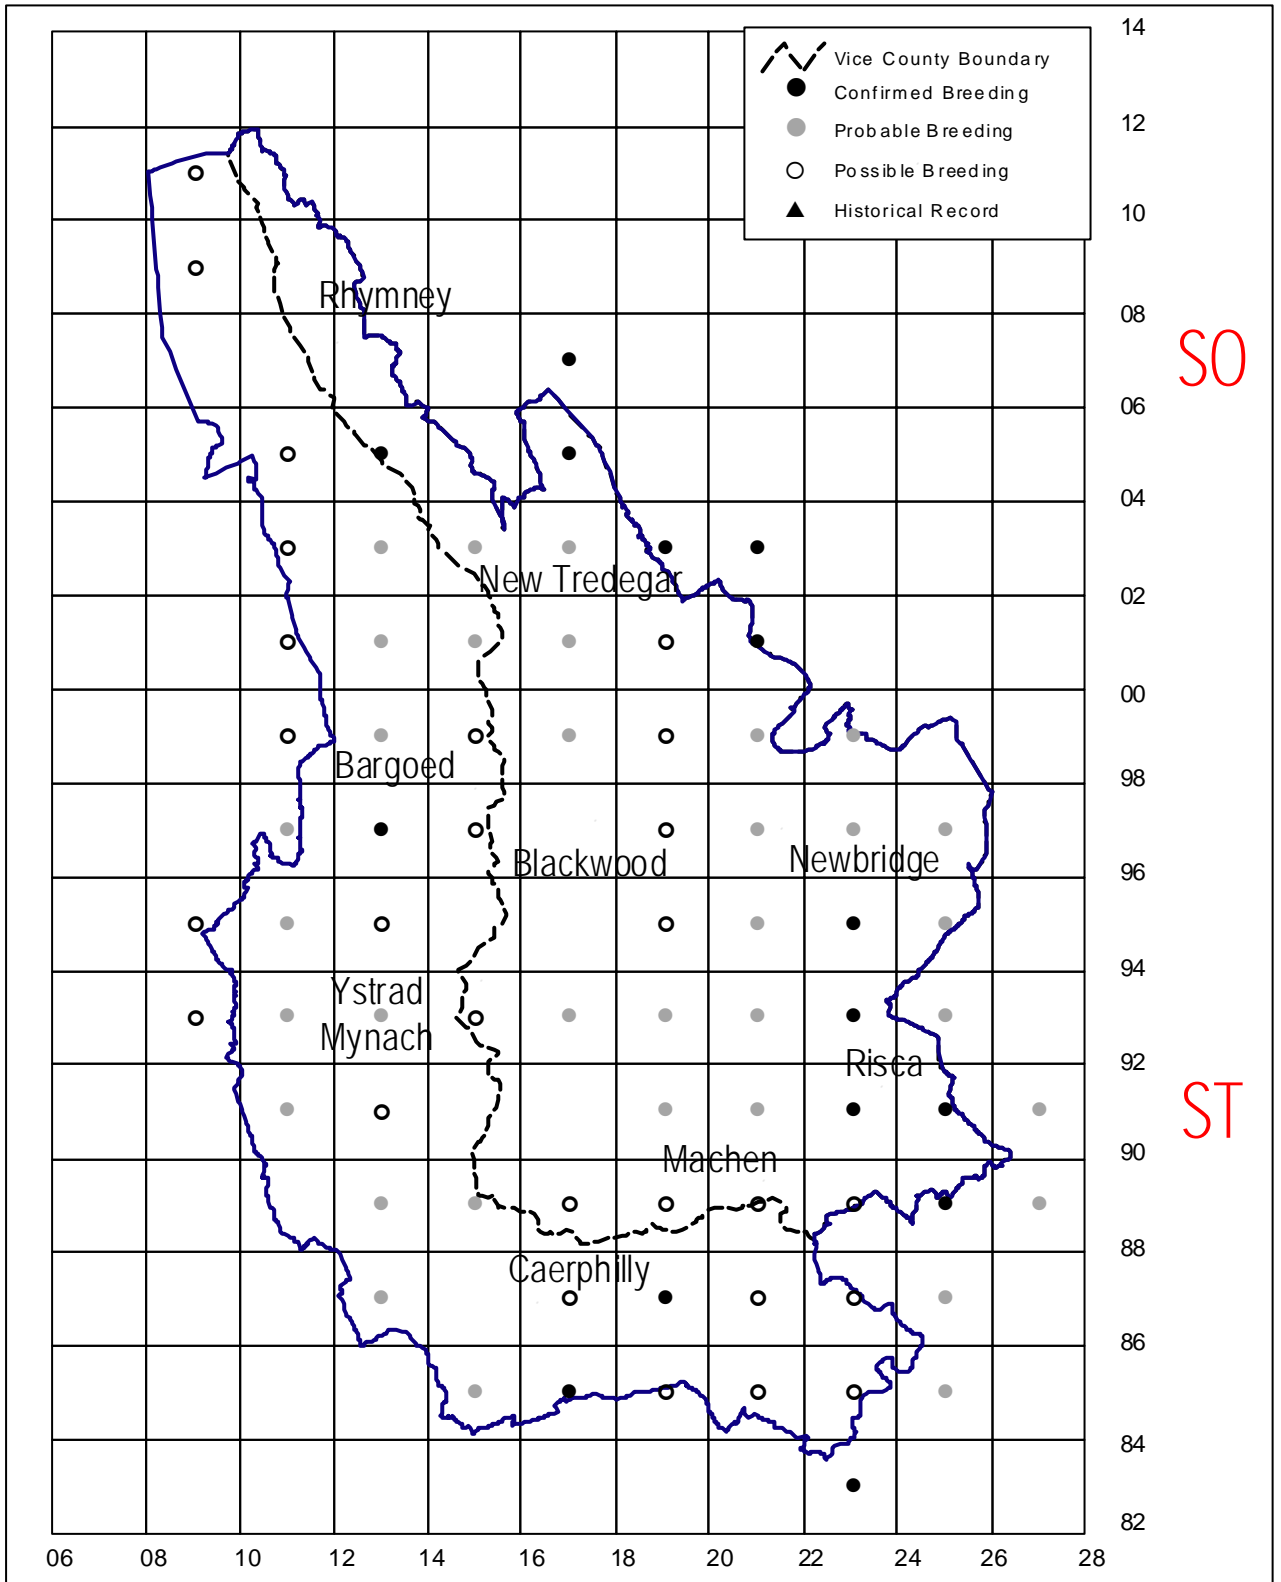 14
Vice County Boundary
Confirmed Breeding
12
Probable Breeding
Possible Breeding
10
Historical Record
Rhymney
08
SO
06
04
New Tredegar
02
00
Bargoed
98
Blackwood
Newbridge
96
94
Ystrad
Mynach
92
Risca
ST
90
Machen
88
Caerphilly
86
84
82
06 08 10 12 14 16 18 20 22 24 26 28